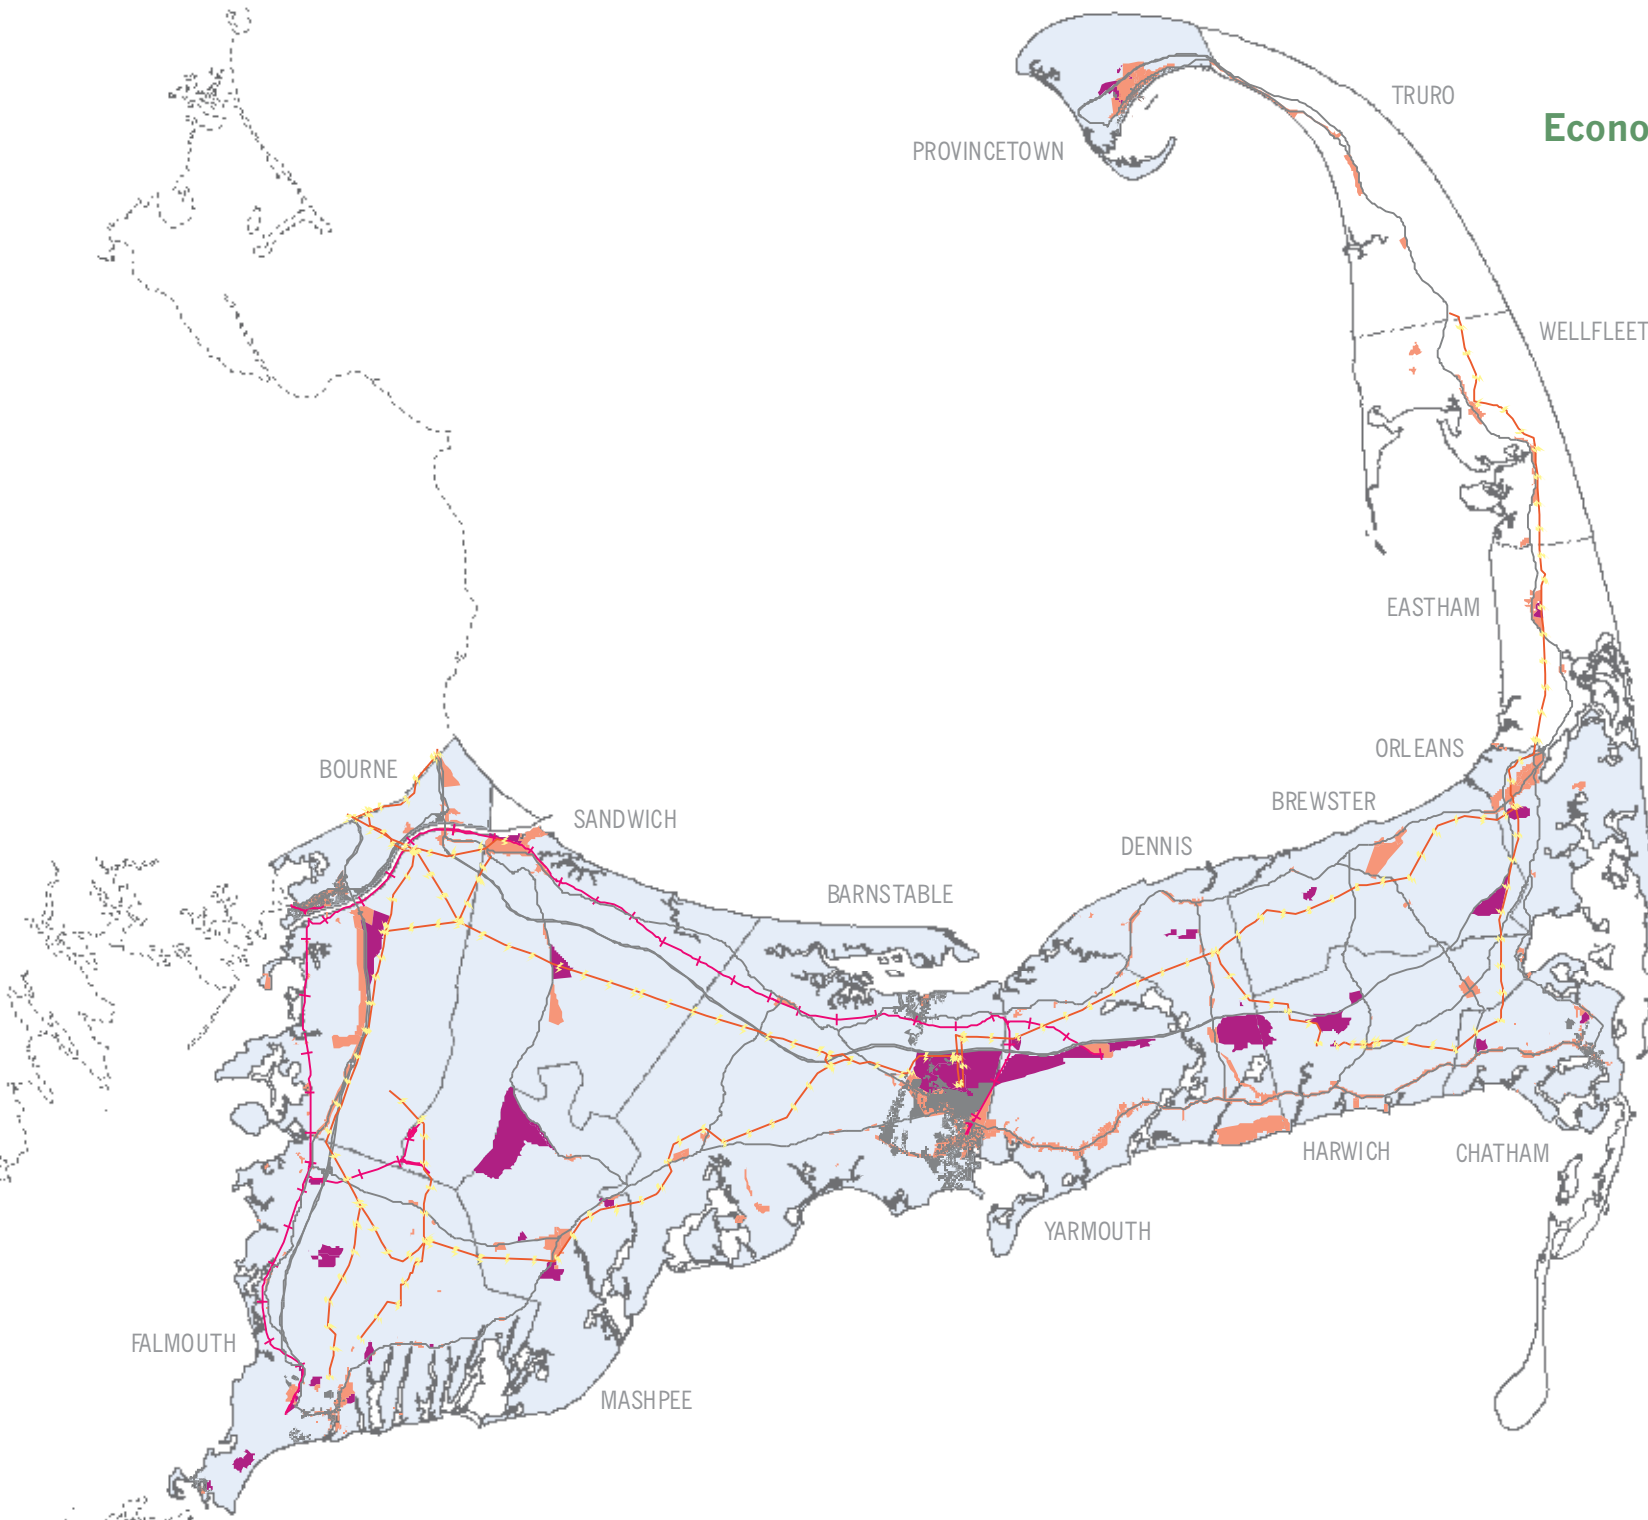 TRURO
Econo
PROVINCETOWN
WELLFLEET
EASTHAM
ORLEANS
BOURNE
BREWSTER
SANDWICH
DENNIS
BARNSTABLE
HARWICH
CHATHAM
YARMOUTH
FALMOUTH
MASHPEE